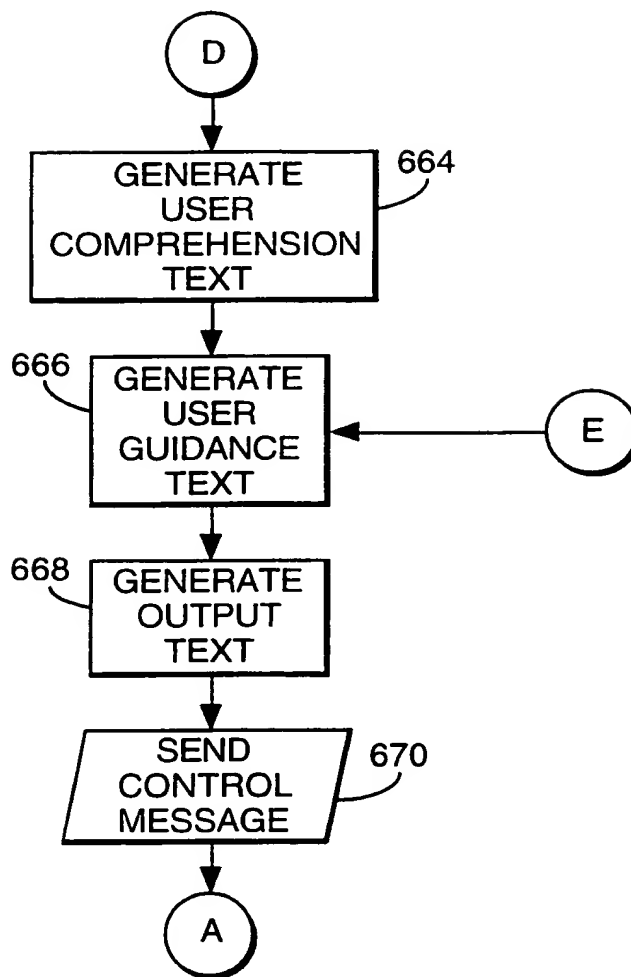 D
GENERATE
USER
COMPREHENSION
TEXT
664
666
GENERATE
USER
GUIDANCE
TEXT
E
668
GENERATE
OUTPUT
TEXT
SEND
CONTROL
MESSAGE
670
A